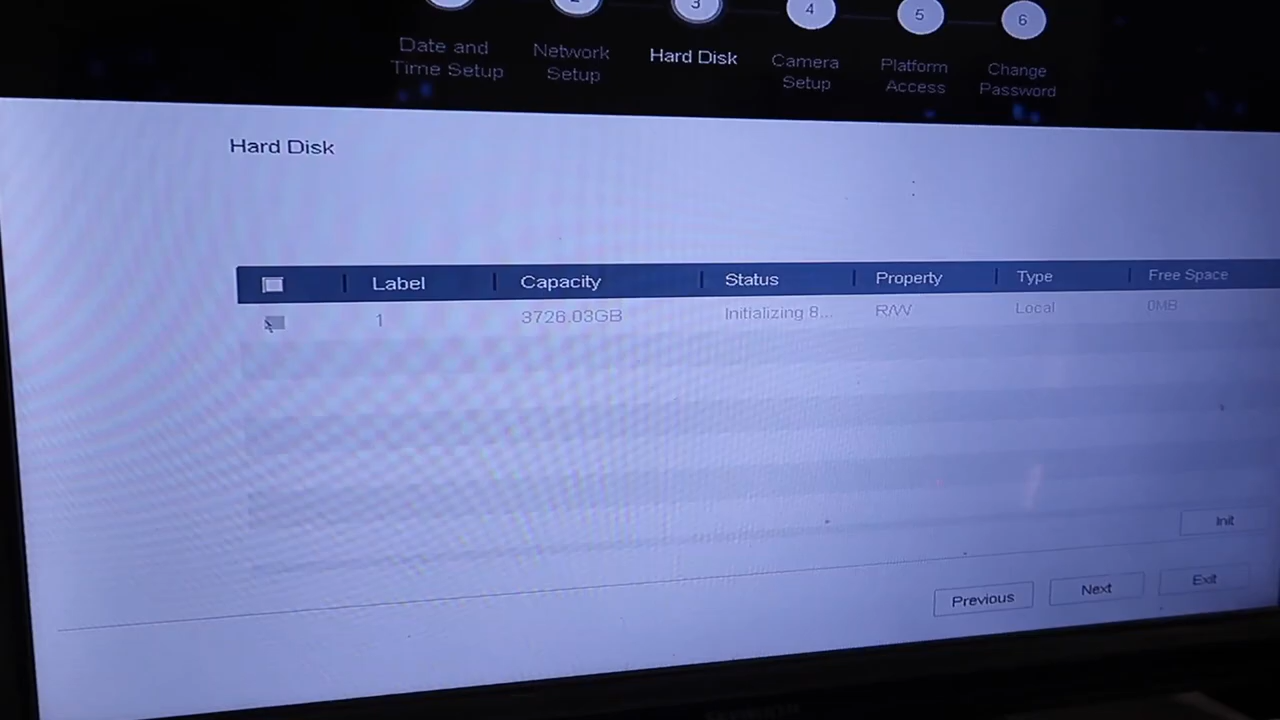 3 4 5 6
Date and
Time Setup
Network
Setup
Hard Disk
Camera
Setup
Platform
Access
Change
Password
Hard Disk
Label Capacity Status Property Type Free Space
1 3726.03GB Initializing 8... R/W Local 0MB
Init
Previous Next Exit